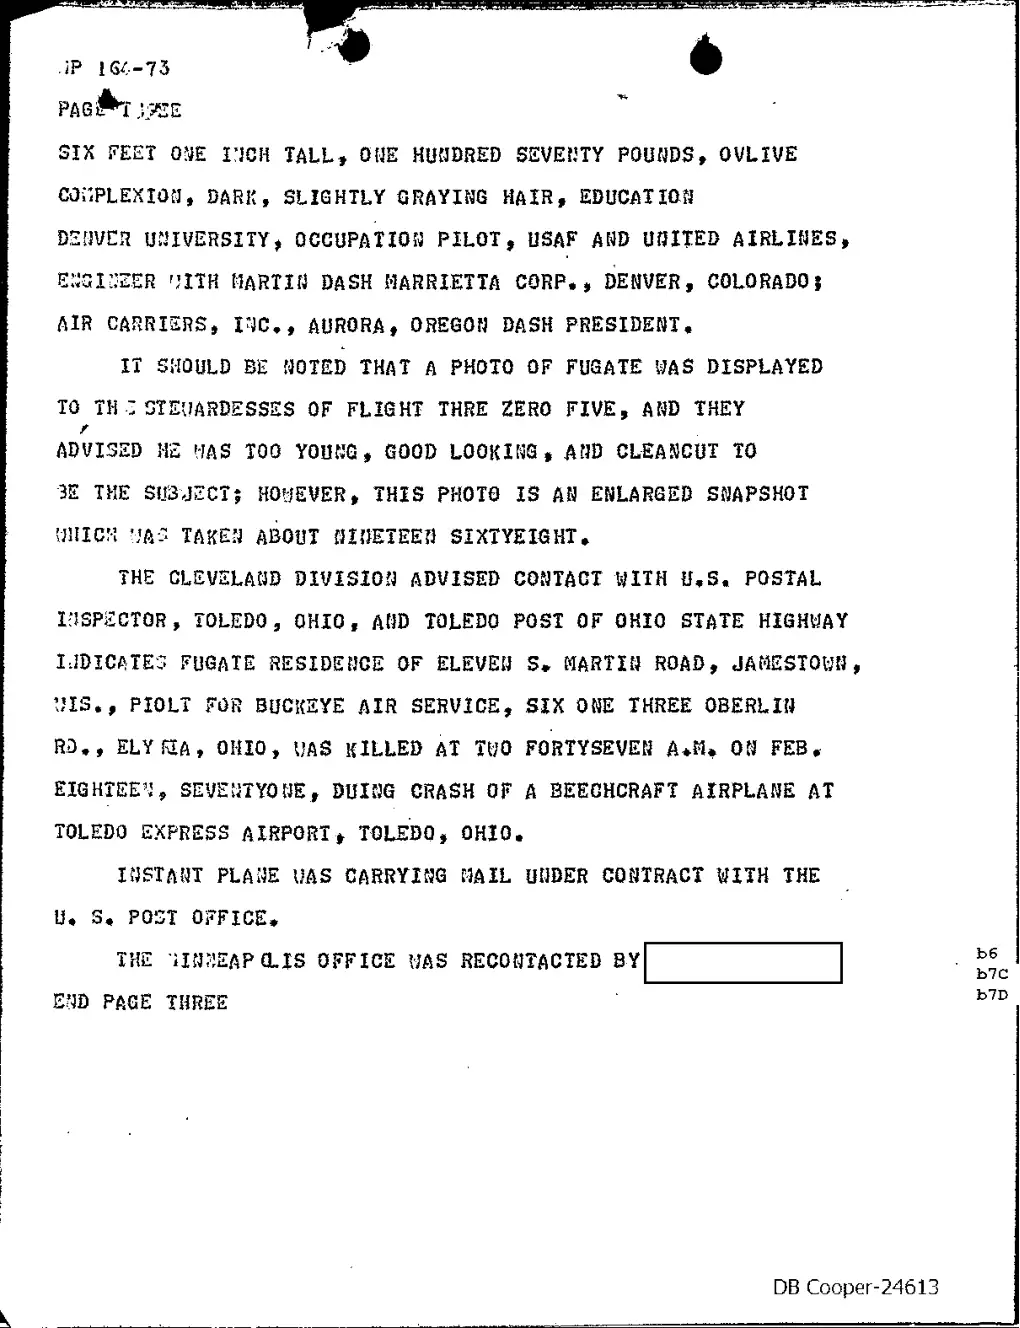 MP 164-73
PAGE THREE
SIX FEET ONE INCH TALL, ONE HUNDRED SEVENTY POUNDS, OVLIVE
COMPLEXION, DARK, SLIGHTLY GRAYING HAIR, EDUCATION
DENVER UNIVERSITY, OCCUPATION PILOT, USAF AND UNITED AIRLINES,
ENGINEER WITH MARTIN DASH MARRIETTA CORP., DENVER, COLORADO;
AIR CARRIERS, INC., AURORA, OREGON DASH PRESIDENT.
IT SHOULD BE NOTED THAT A PHOTO OF FUGATE WAS DISPLAYED
TO THE STEWARDESSES OF FLIGHT THRE ZERO FIVE, AND THEY
ADVISED HE WAS TOO YOUNG, GOOD LOOKING, AND CLEANCUT TO
BE THE SUBJECT; HOWEVER, THIS PHOTO IS AN ENLARGED SNAPSHOT
WHICH WAS TAKEN ABOUT NINETEEN SIXTYEIGHT.
THE CLEVELAND DIVISION ADVISED CONTACT WITH U.S. POSTAL
INSPECTOR, TOLEDO, OHIO, AND TOLEDO POST OF OHIO STATE HIGHWAY
INDICATES FUGATE RESIDENCE OF ELEVEN S. MARTIN ROAD, JAMESTOWN,
WIS., PIOLT FOR BUCKEYE AIR SERVICE, SIX ONE THREE OBERLIN
RD., ELYRIA, OHIO, WAS KILLED AT TWO FORTYSEVEN A.M. ON FEB.
EIGHTEEN, SEVENTYONE, DUING CRASH OF A BEECHCRAFT AIRPLANE AT
TOLEDO EXPRESS AIRPORT, TOLEDO, OHIO.
INSTANT PLANE WAS CARRYING MAIL UNDER CONTRACT WITH THE
U. S. POST OFFICE.
THE MINNEAPOLIS OFFICE WAS RECONTACTED BY
b6
b7C
b7D
END PAGE THREE
DB Cooper-24613